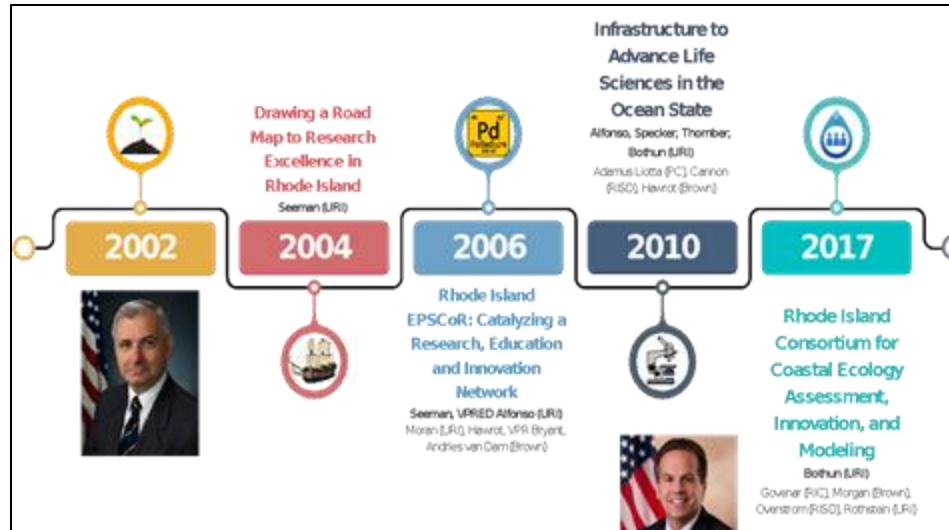 Infrastructure to
Advance Life
Sciences in the
Ocean State
Alfonso, Specker, Thornber,
Bothun (URI)
Adamus Liotta (PC), Cannon
(RISD), Hawrot (Brown)
Drawing a Road
Map to Research
Excellence in
Rhode Island
Seeman (URI)
Pd
Palladium
2002
2004
2006
2010
2017
Rhode Island
EPSCoR: Catalyzing a
Research, Education
and Innovation
Network
Seeman, VPRED Alfonso (URI)
Moran (URI), Hawrot, VPR Bryant,
Andries van Dam (Brown)
Rhode Island
Consortium for
Coastal Ecology
Assessment,
Innovation, and
Modeling
Bothun (URI)
Govenar (RIC), Morgan (Brown),
Overstrom (RISD), Rothstein (URI)